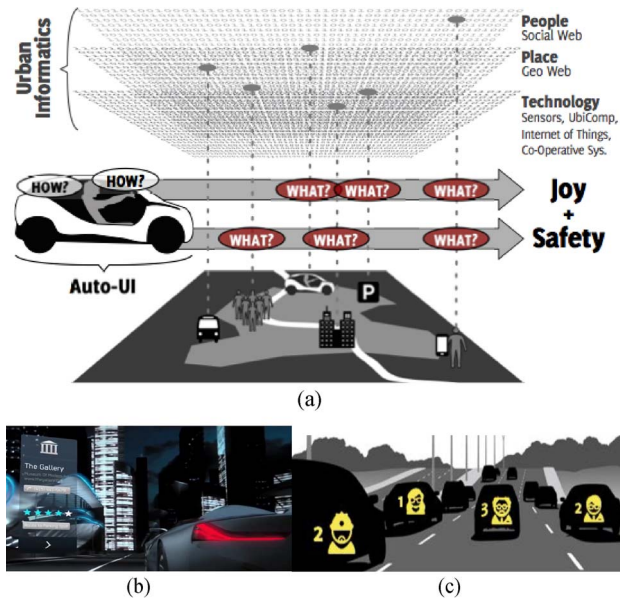 Urban
Informatics
People
Social Web
Place
Geo Web
Technology
Sensors, UbiComp,
Internet of Things,
Co-Operative Sys.
HOW?
HOW?
WHAT?
WHAT?
WHAT?
Joy
+
Safety
WHAT?
WHAT?
WHAT?
Auto-UI
P
(a)
The Gallery
2
1
3
2
(b)
(c)